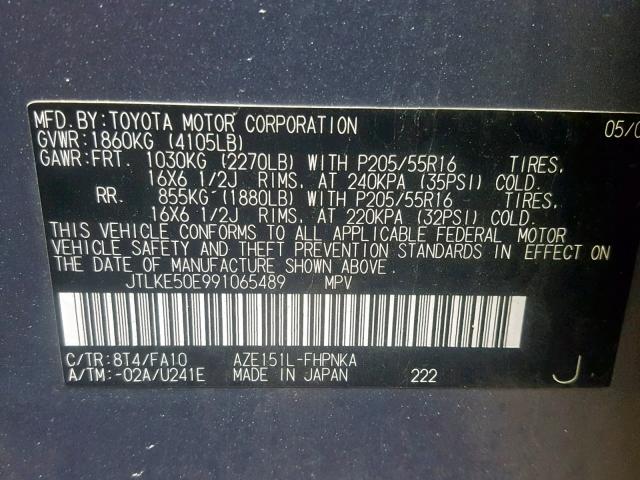 MFD. BY: TOYOTA MOTOR CORPORATION 05/0
GVWR: 1860KG (4105LB)
GAWR: FRT. 1030KG (2270LB) WITH P205/55R16 TIRES,
16X6 1/2J RIMS, AT 240KPA (35PSI) COLD.
RR. 855KG (1880LB) WITH P205/55R16 TIRES,
16X6 1/2J RIMS, AT 220KPA (32PSI) COLD.
THIS VEHICLE CONFORMS TO ALL APPLICABLE FEDERAL MOTOR
VEHICLE SAFETY AND THEFT PREVENTION STANDARDS IN EFFECT ON
THE DATE OF MANUFACTURE SHOWN ABOVE.
JTLKE50E991065489 MPV
C/TR: 8T4/FA10 AZE151L-FHPNKA
A/TM: -02A/U241E MADE IN JAPAN 222 J